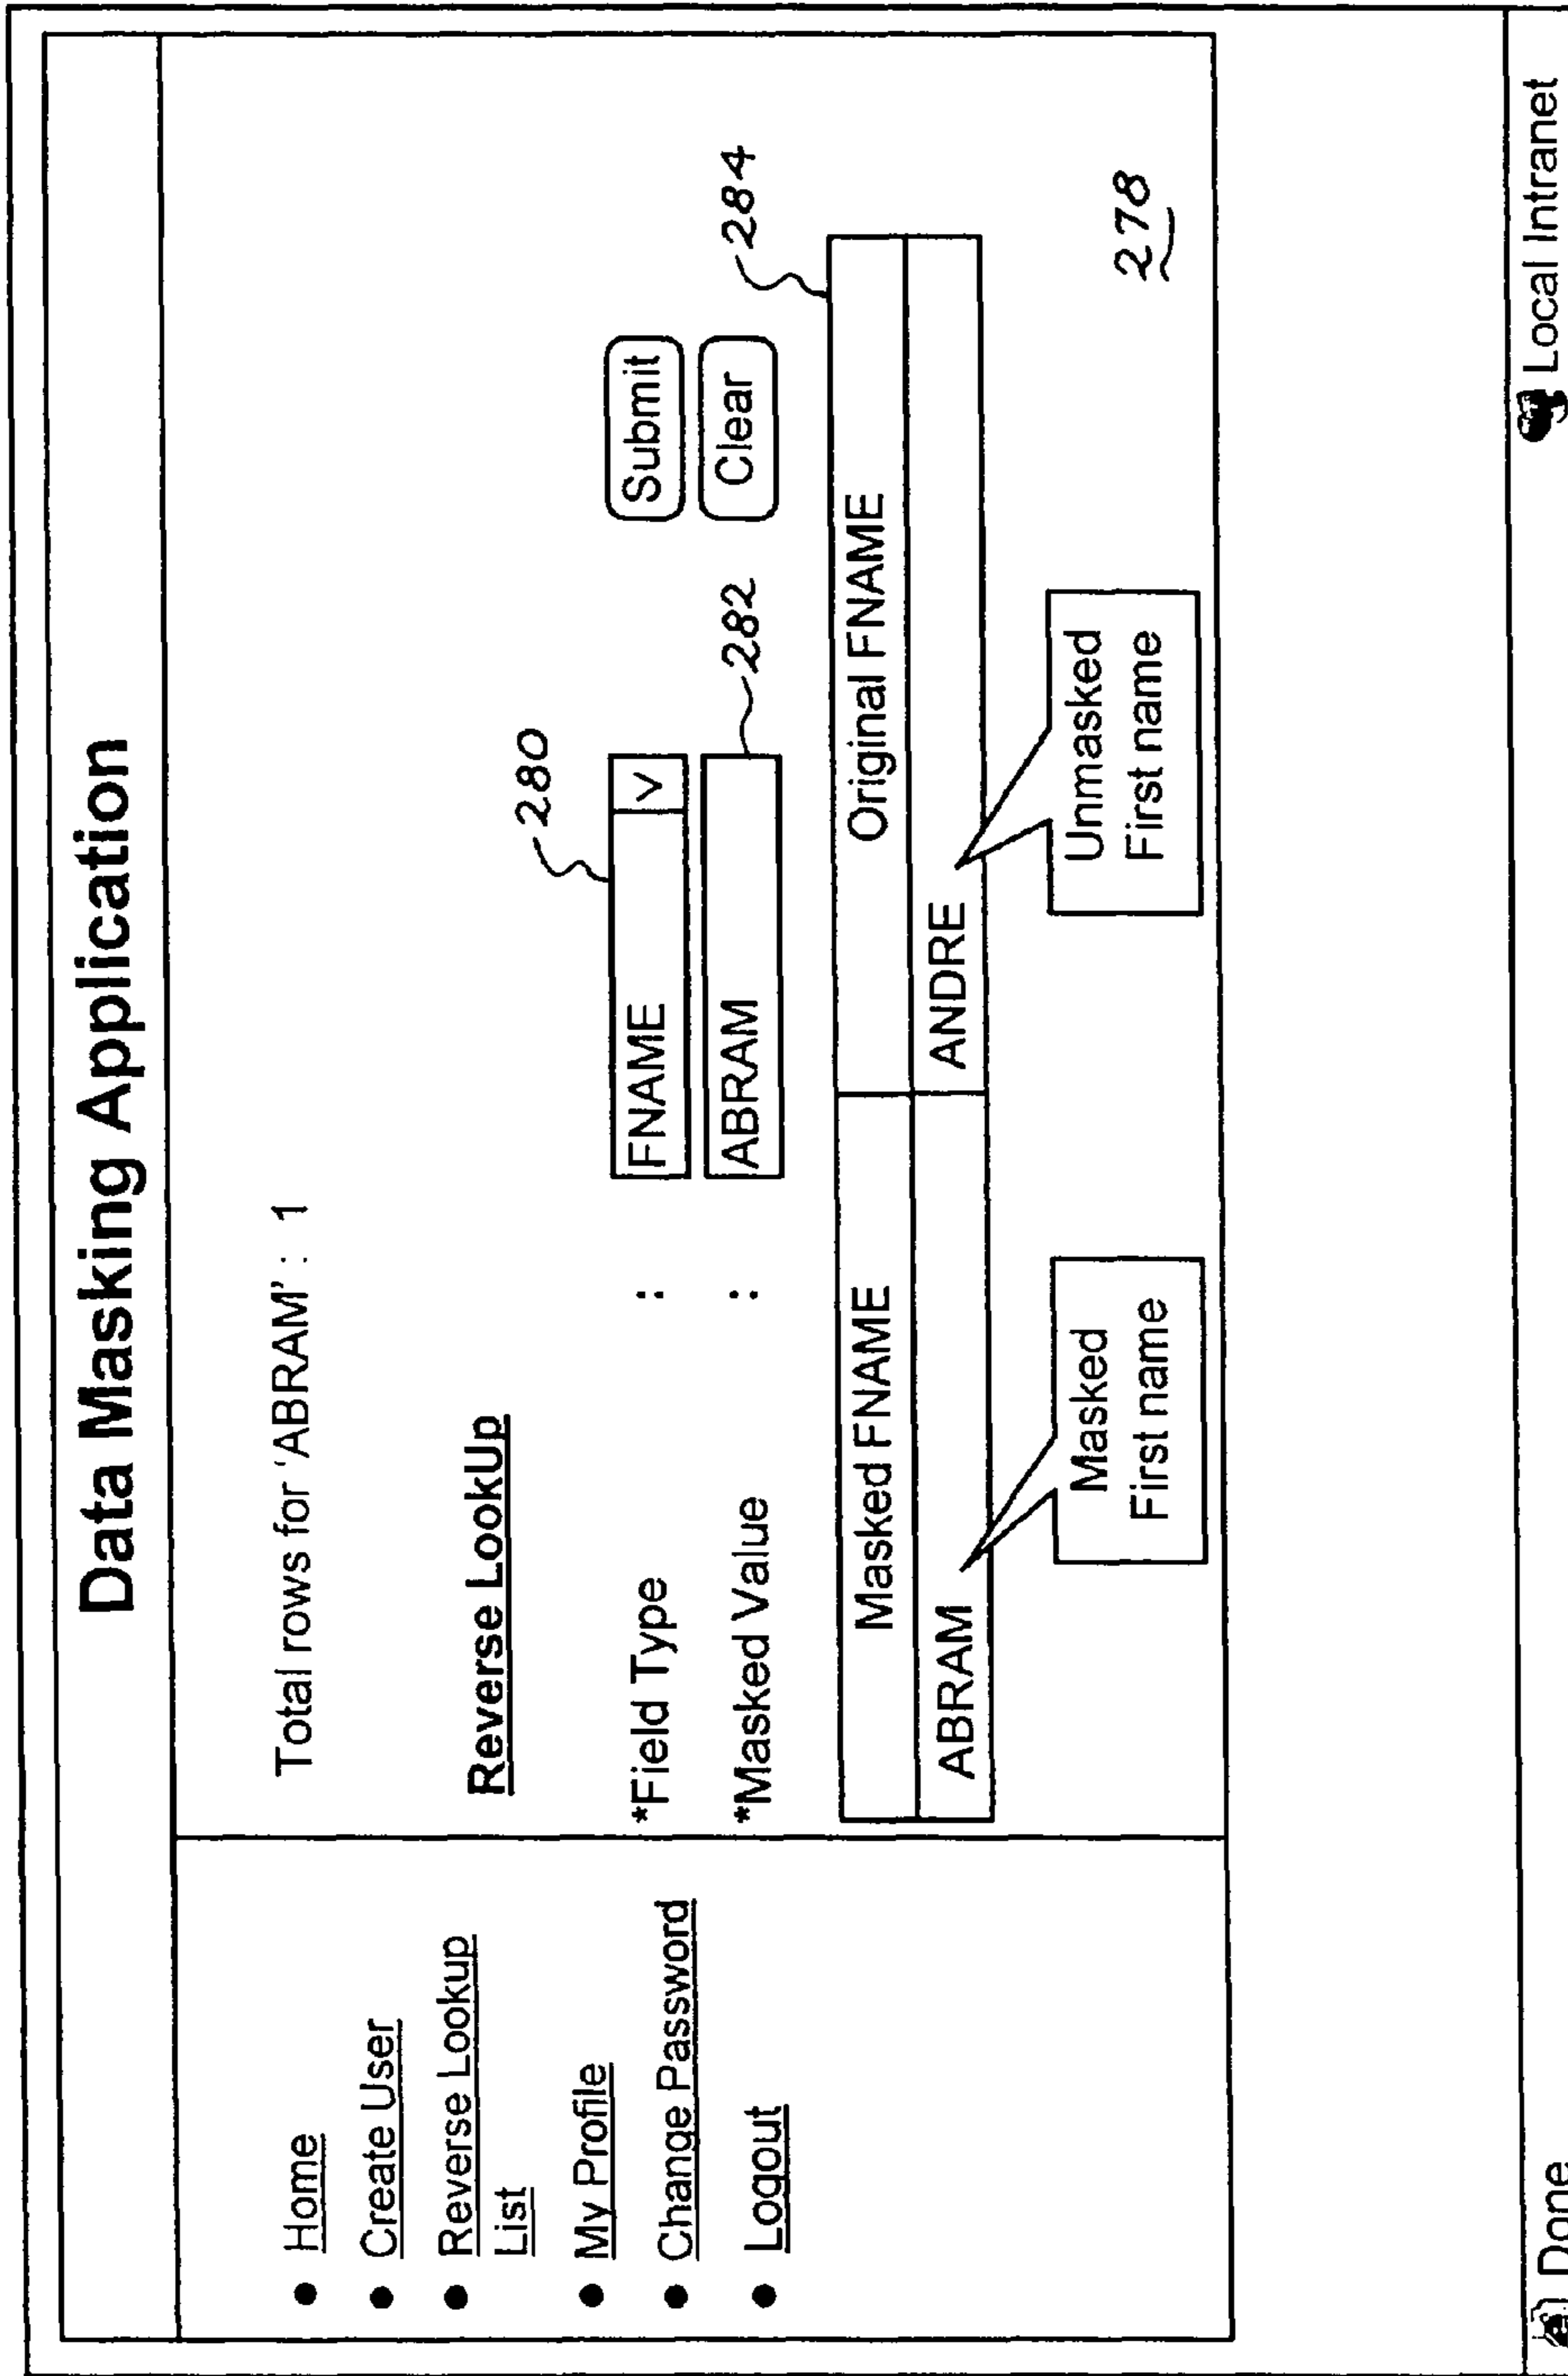 Data Masking Application
● Home
● Create User
● Reverse Lookup
List
● My Profile
● Change Password
● Logout
Total rows for 'ABRAM' : 1
Reverse LookUp
280
*Field Type : FNAME V Submit
*Masked Value : ABRAM Clear
282
284
Masked FNAME Original FNAME
ABRAM ANDRE
Masked
First name
Unmasked
First name
278
Done Local Intranet